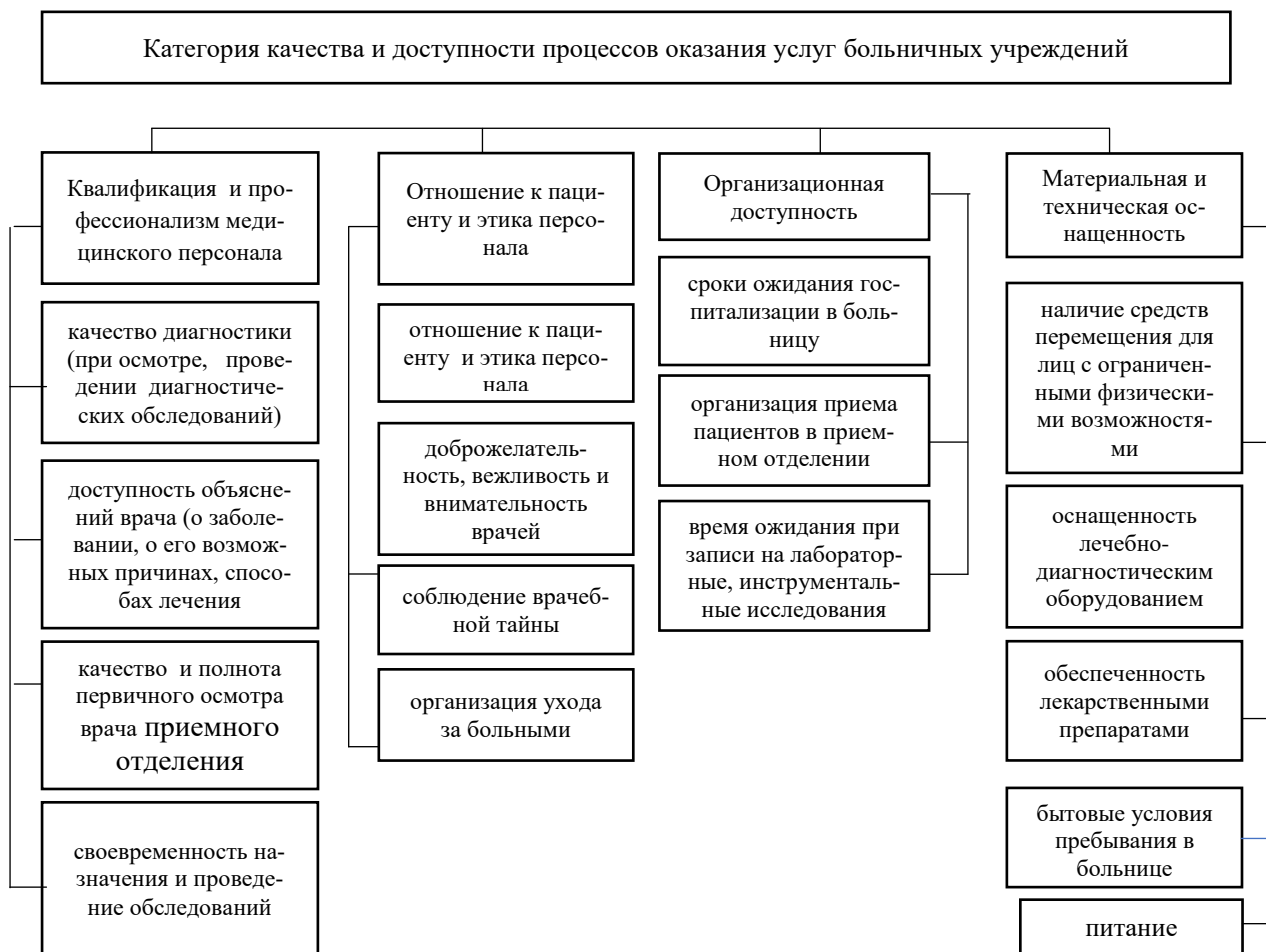 Категория качества и доступности процессов оказания услуг больничных учреждений
Квалификация и про-
фессионализм меди-
цинского персонала
качество диагностики
(при осмотре, прове-
дении диагностиче-
ских обследований)
доступность объясне-
ний врача (о заболе-
вании, о его возмож-
ных причинах, спосо-
бах лечения
качество и полнота
первичного осмотра
врача приемного
отделения
своевременность на-
значения и проведе-
ние обследований
Отношение к паци-
енту и этика персо-
нала
отношение к паци-
енту и этика персо-
нала
доброжелатель-
ность, вежливость и
внимательность
врачей
соблюдение врачеб-
ной тайны
организация ухода
за больными
Организационная
доступность
сроки ожидания гос-
питализации в боль-
ницу
организация приема
пациентов в прием-
ном отделении
время ожидания при
записи на лаборатор-
ные, инструменталь-
ные исследования
Материальная и
техническая ос-
нащенность
наличие средств
перемещения для
лиц с ограничен-
ными физически-
ми возможностя-
ми
оснащенность
лечебно-
диагностическим
оборудованием
обеспеченность
лекарственными
препаратами
бытовые условия
пребывания в
больнице
питание